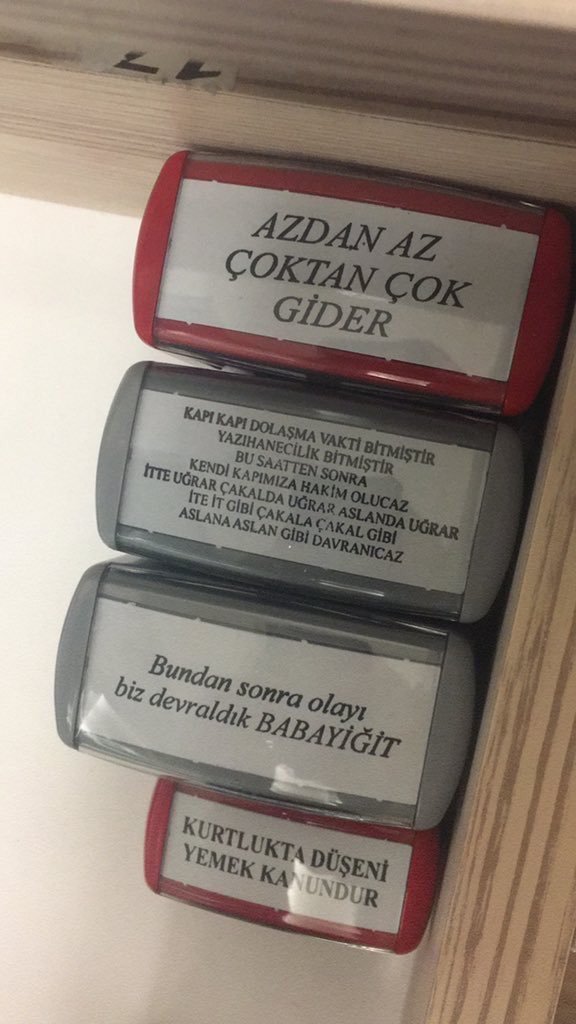 AZDAN AZ
ÇOKTAN ÇOK
GİDER
KAPI KAPI DOLAŞMA VAKTİ BİTMİŞTİR
YAZIHANECİLİK BİTMİŞTİR
BU SAATTEN SONRA
KENDİ KAPIMIZA HAKİM OLUCAZ
İTTE UĞRAR ÇAKALDA UĞRAR ASLANDA UĞRAR
İTE İT GİBİ ÇAKALA ÇAKAL GİBİ
ASLANA ASLAN GİBİ DAVRANICAZ
Bundan sonra olayı
biz devraldık BABAYİĞİT
KURTLUKTA DÜŞENİ
YEMEK KANUNDUR